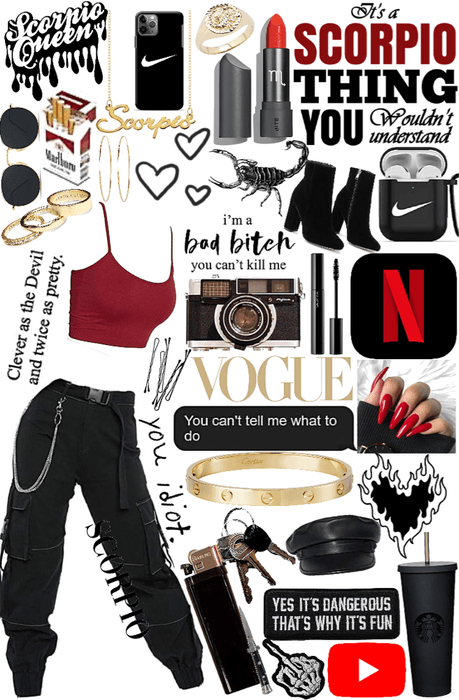 Scorpio
Queen
It's a
SCORPIO
THING
YOU Wouldn't
understand
Scorpio
Marlboro
BITE
i'm a
bad bitch
you can't kill me
Clever as the Devil
and twice as pretty.
N
VOGUE
You can't tell me what to
do
Cartier
you idiot.
SCORPIO
YES IT'S DANGEROUS
THAT'S WHY IT'S FUN